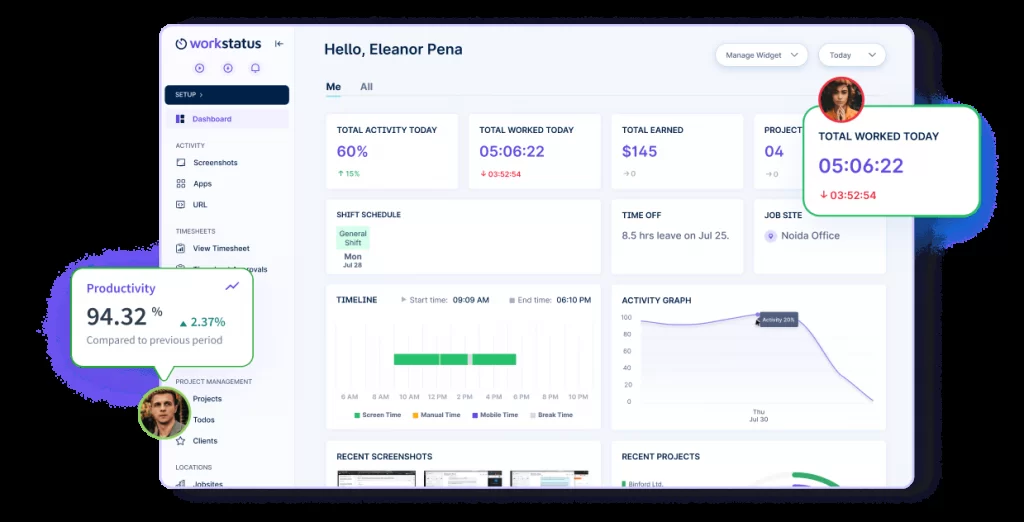 workstatus
Hello, Eleanor Pena
Manage Widget
Today
SETUP >
Me
All
Dashboard
ACTIVITY
Screenshots
Apps
URL
TIMESHEETS
View Timesheet
PROJECT MANAGEMENT
Projects
Todos
Clients
LOCATIONS
Jobsites
TOTAL ACTIVITY TODAY
60%
↑ 15%
TOTAL WORKED TODAY
05:06:22
↓ 03:52:54
TOTAL EARNED
$145
→ 0
PROJECT
04
→ 0
TOTAL WORKED TODAY
05:06:22
↓ 03:52:54
SHIFT SCHEDULE
General
Shift
Mon
Jul 28
TIME OFF
8.5 hrs leave on Jul 25.
JOB SITE
Noida Office
Productivity
94.32 %
▲ 2.37%
Compared to previous period
TIMELINE
Start time: 09:09 AM
End time: 06:10 PM
6 AM 8 AM 10 AM 12 PM 2 PM 4 PM 6 PM 8 PM 10 PM
Screen Time Manual Time Mobile Time Break Time
ACTIVITY GRAPH
100
80
60
40
20
0
Activity 20%
Thu
Jul 30
RECENT SCREENSHOTS
RECENT PROJECTS
Binford Ltd.